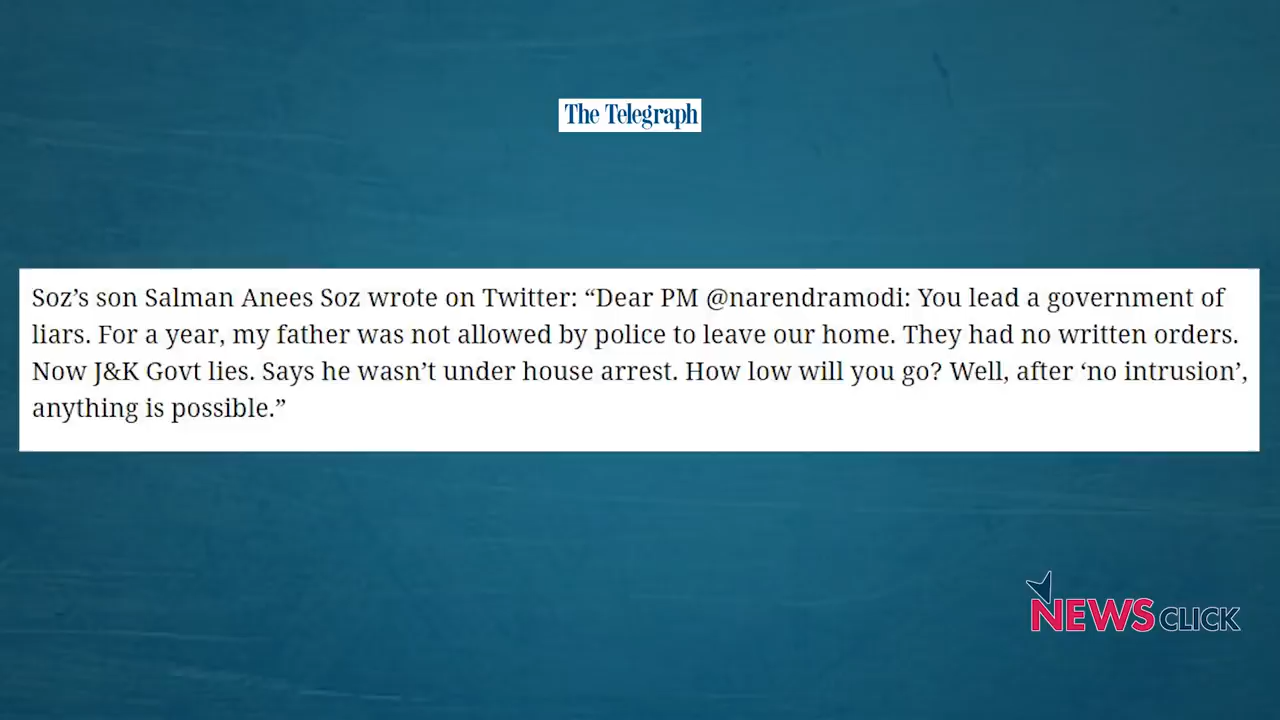 The Telegraph
Soz’s son Salman Anees Soz wrote on Twitter: “Dear PM @narendramodi: You lead a government of
liars. For a year, my father was not allowed by police to leave our home. They had no written orders.
Now J&K Govt lies. Says he wasn’t under house arrest. How low will you go? Well, after ‘no intrusion’,
anything is possible.”
NEWSCLICK